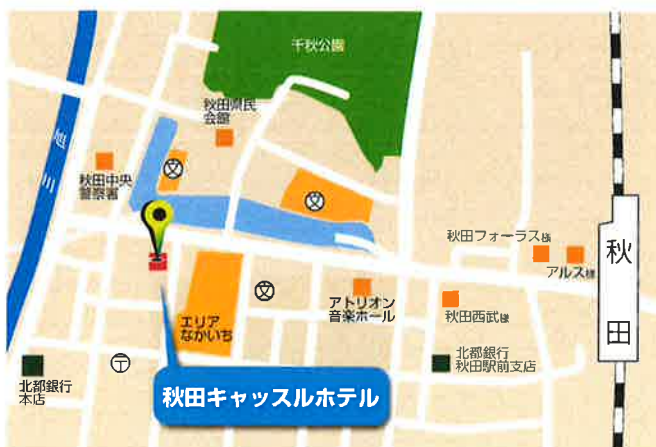 千秋公園
秋田県民
会館
旭川
秋田中央
警察署
文
文
秋田フォーラス様
アルス様
秋田
エリア
なかいち
文
アトリオン
音楽ホール
秋田西武様
北都銀行
秋田駅前支店
北都銀行
本店
〒
秋田キャッスルホテル